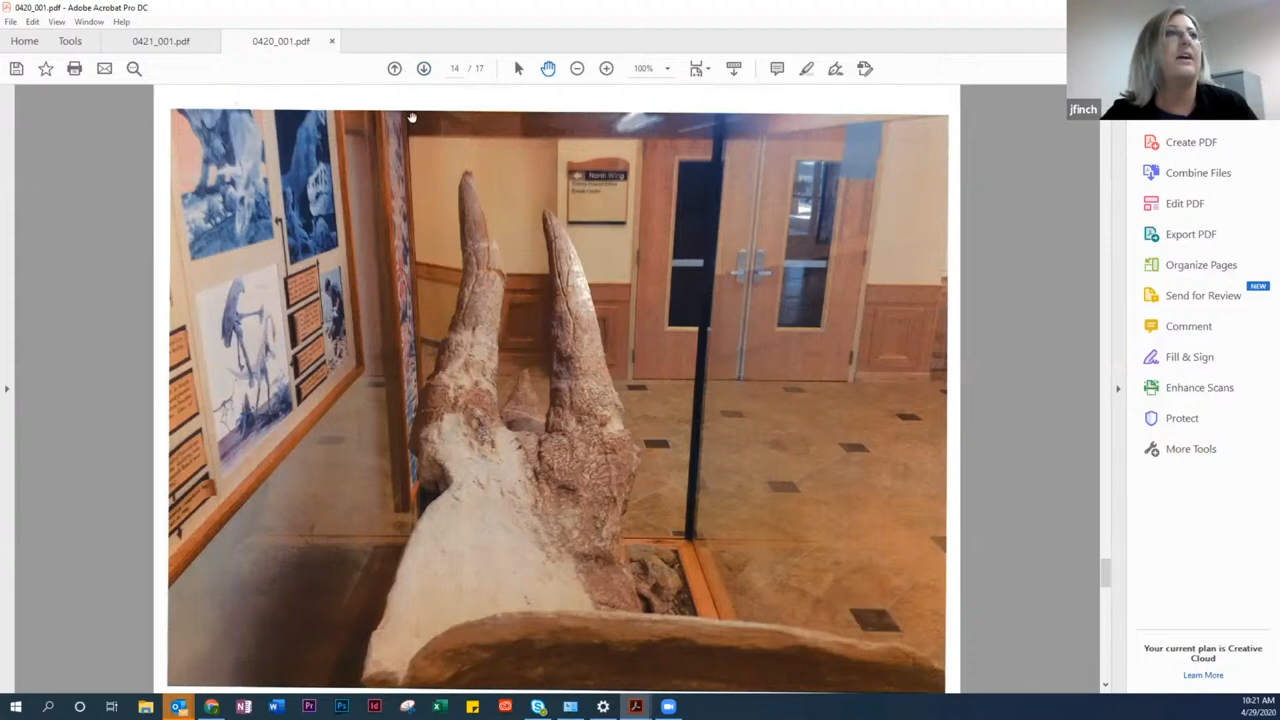 0420_001.pdf - Adobe Acrobat Pro DC
File Edit View Window Help
Home Tools 0421_001.pdf 0420_001.pdf ×
14 / 17 100%
jfinch
North Wing
Create PDF
Combine Files
Edit PDF
Export PDF
Organize Pages
NEW
Send for Review
Comment
Fill & Sign
Enhance Scans
Protect
More Tools
Your current plan is Creative
Cloud
Learn More
10:21 AM
4/29/2020